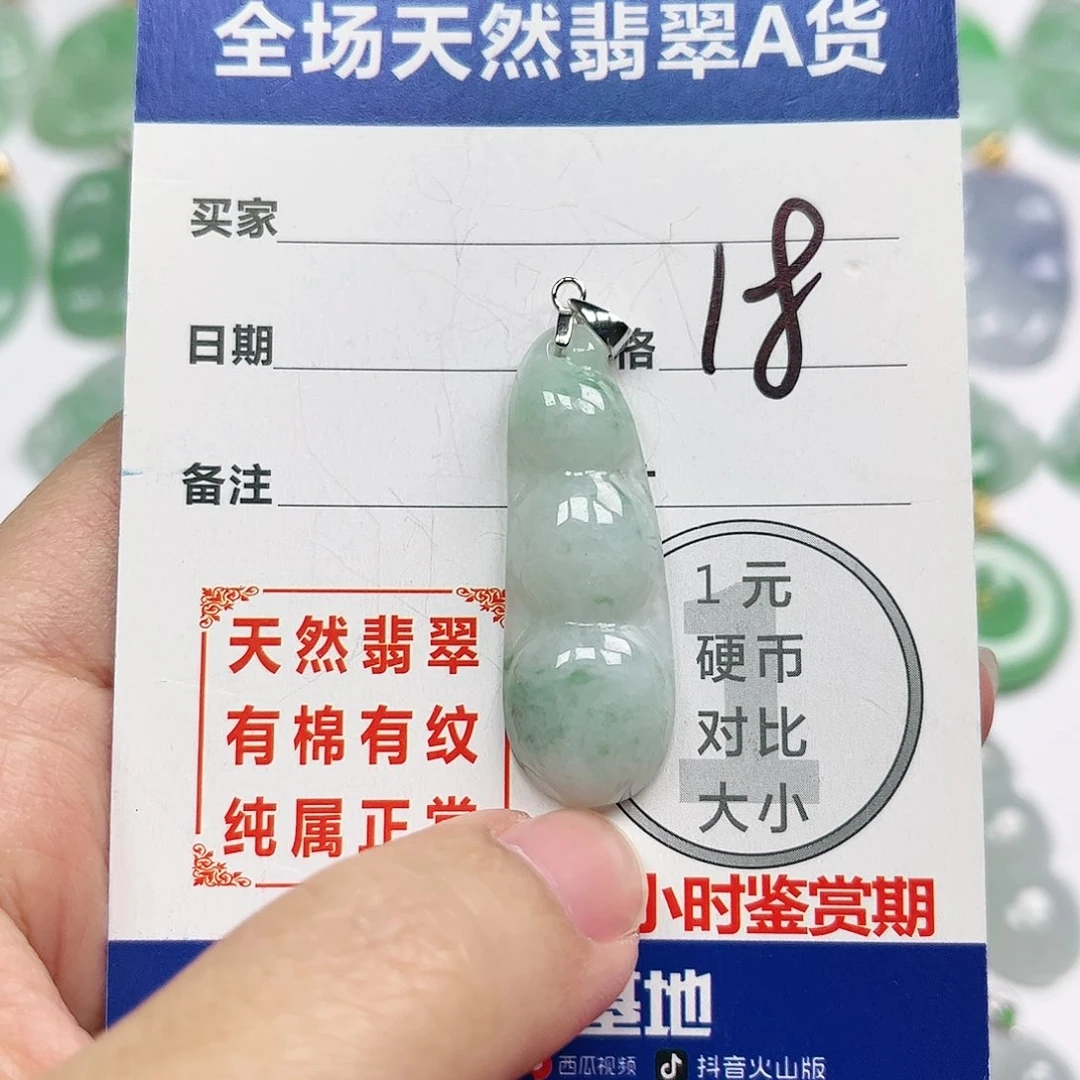 全场天然翡翠A货
买家
日期
格
18
备注
天然翡翠
有棉有纹
纯属正常
1元
硬币
对比
大小
小时鉴赏期
基地
西瓜视频
抖音火山版